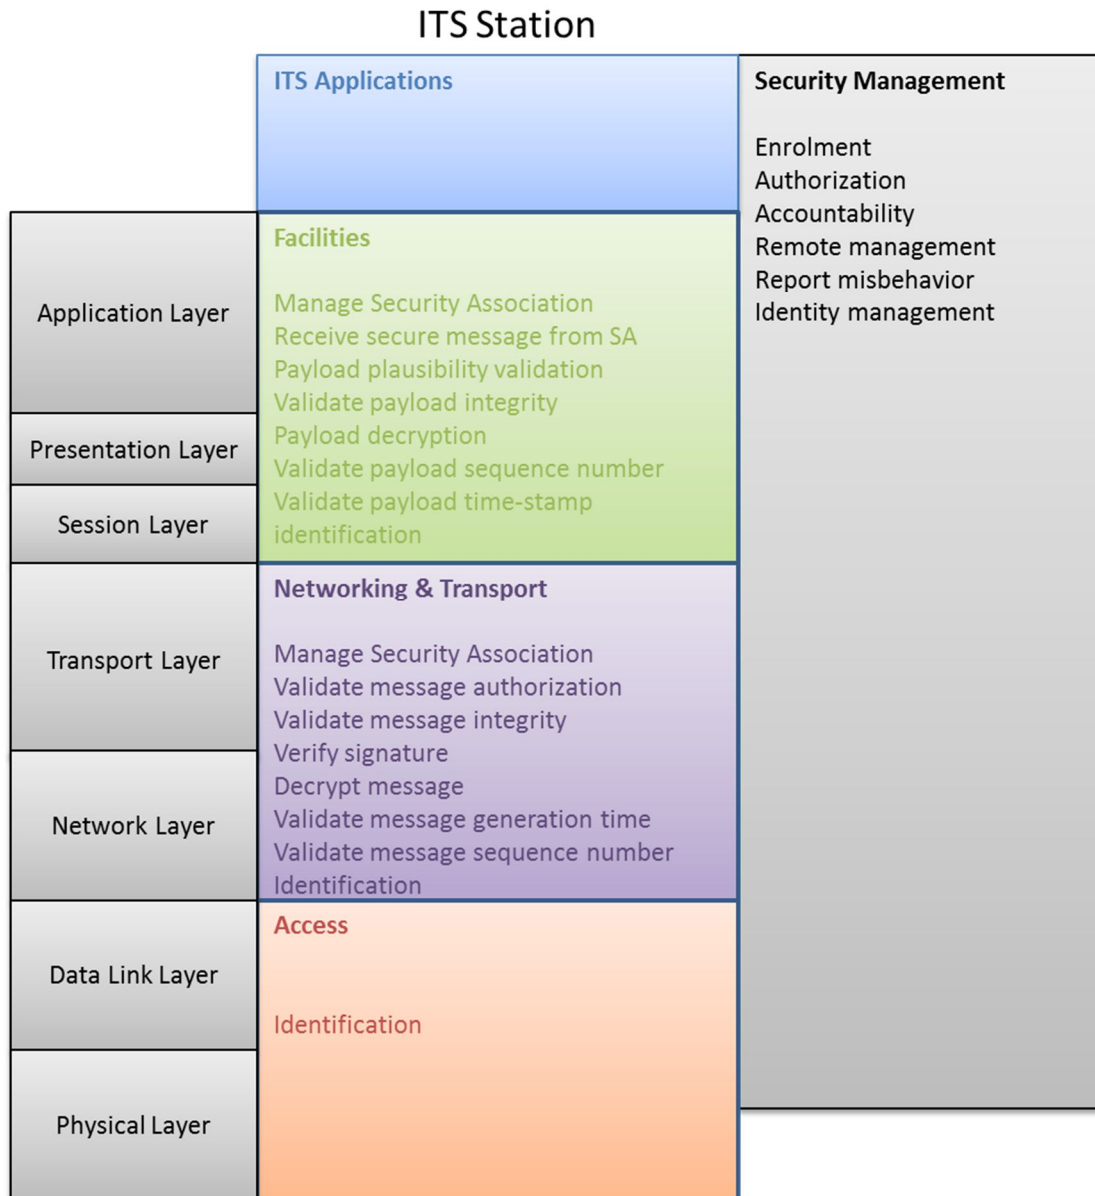 ITS Station
ITS Applications
Security Management
Enrolment
Authorization
Accountability
Remote management
Report misbehavior
Identity management
Application Layer
Presentation Layer
Session Layer
Facilities
Manage Security Association
Receive secure message from SA
Payload plausibility validation
Validate payload integrity
Payload decryption
Validate payload sequence number
Validate payload time-stamp
identification
Transport Layer
Network Layer
Networking & Transport
Manage Security Association
Validate message authorization
Validate message integrity
Verify signature
Decrypt message
Validate message generation time
Validate message sequence number
Identification
Data Link Layer
Physical Layer
Access
Identification